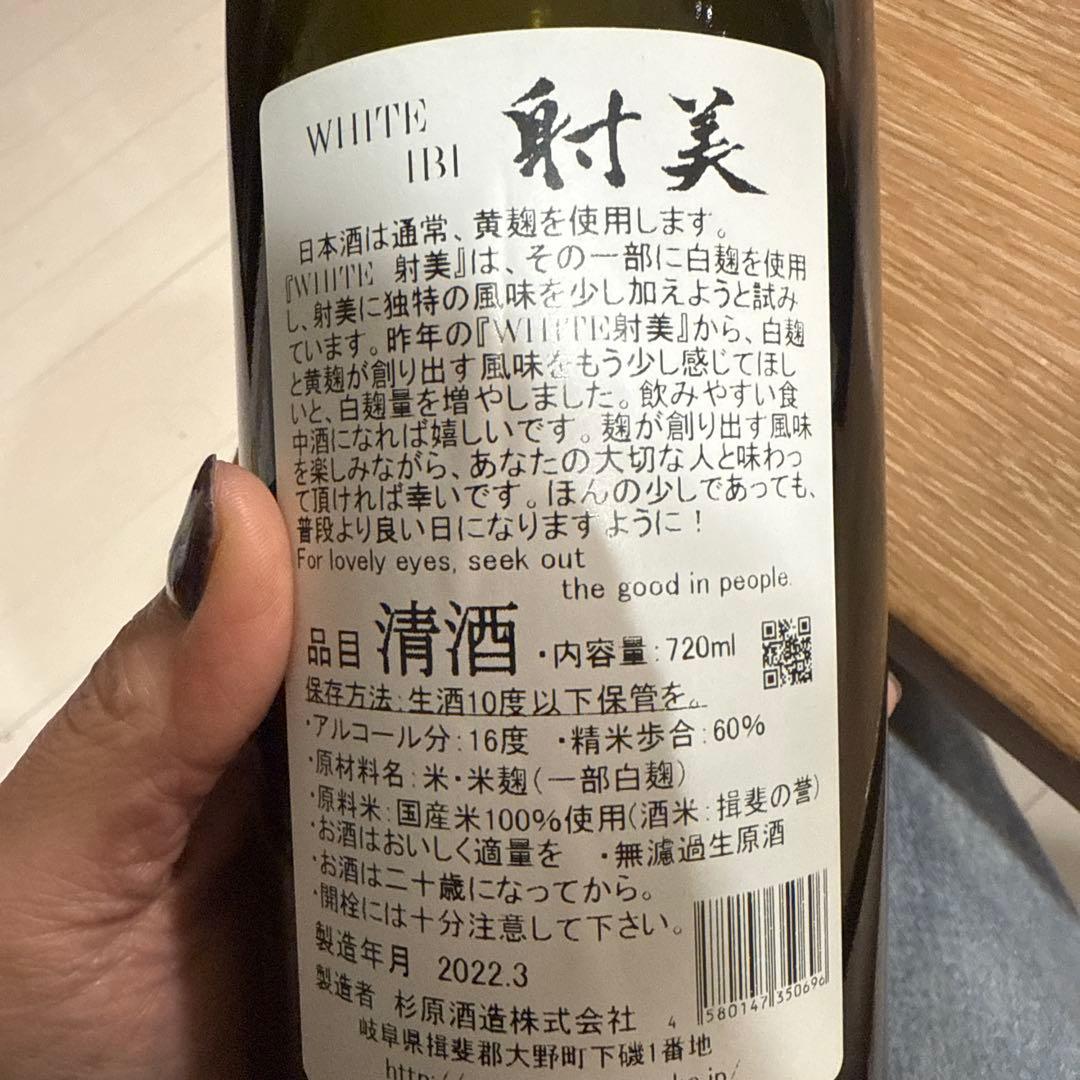 WHITE
IBI
射美
日本酒は通常、黄麹を使用します。
『WHITE 射美』は、その一部に白麹を使用
し、射美に独特の風味を少し加えようと試み
ています。昨年の『WHITE射美』から、白麹
と黄麹が創り出す風味をもう少し感じてほし
いと、白麹量を増やしました。飲みやすい食
中酒になれば嬉しいです。麹が創り出す風味
を楽しみながら、あなたの大切な人と味わっ
て頂ければ幸いです。ほんの少しであっても、
普段より良い日になりますように！
For lovely eyes, seek out
the good in people.
品目 清酒 ・内容量:720ml
保存方法:生酒10度以下保管を。
・アルコール分:16度 ・精米歩合:60%
・原材料名:米・米麹(一部白麹)
・原料米:国産米100%使用(酒米:揖斐の誉)
・お酒はおいしく適量を ・無濾過生原酒
・お酒は二十歳になってから。
・開栓には十分注意して下さい。
製造年月 2022.3
製造者 杉原酒造株式会社
岐阜県揖斐郡大野町下磯1番地
4 580147 350696